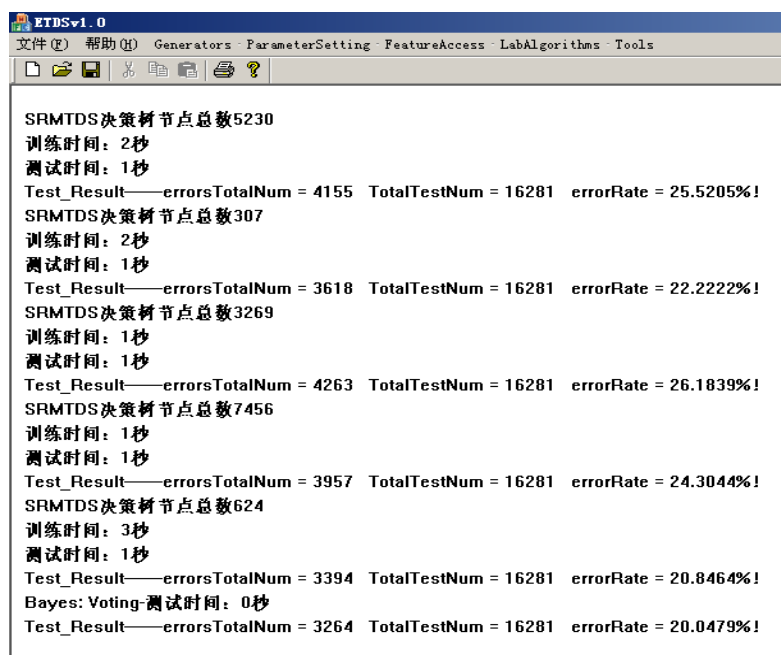 ETDSv1.0
文件(F) 帮助(H) Generators ParameterSetting FeatureAccess LabAlgorithms Tools
SRMTDS决策树节点总数5230
训练时间：2秒
测试时间：1秒
Test_Result——errorsTotalNum = 4155 TotalTestNum = 16281 errorRate = 25.5205%!
SRMTDS决策树节点总数307
训练时间：2秒
测试时间：1秒
Test_Result——errorsTotalNum = 3618 TotalTestNum = 16281 errorRate = 22.2222%!
SRMTDS决策树节点总数3269
训练时间：1秒
测试时间：1秒
Test_Result——errorsTotalNum = 4263 TotalTestNum = 16281 errorRate = 26.1839%!
SRMTDS决策树节点总数7456
训练时间：1秒
测试时间：1秒
Test_Result——errorsTotalNum = 3957 TotalTestNum = 16281 errorRate = 24.3044%!
SRMTDS决策树节点总数624
训练时间：3秒
测试时间：1秒
Test_Result——errorsTotalNum = 3394 TotalTestNum = 16281 errorRate = 20.8464%!
Bayes: Voting-测试时间：0秒
Test_Result——errorsTotalNum = 3264 TotalTestNum = 16281 errorRate = 20.0479%!